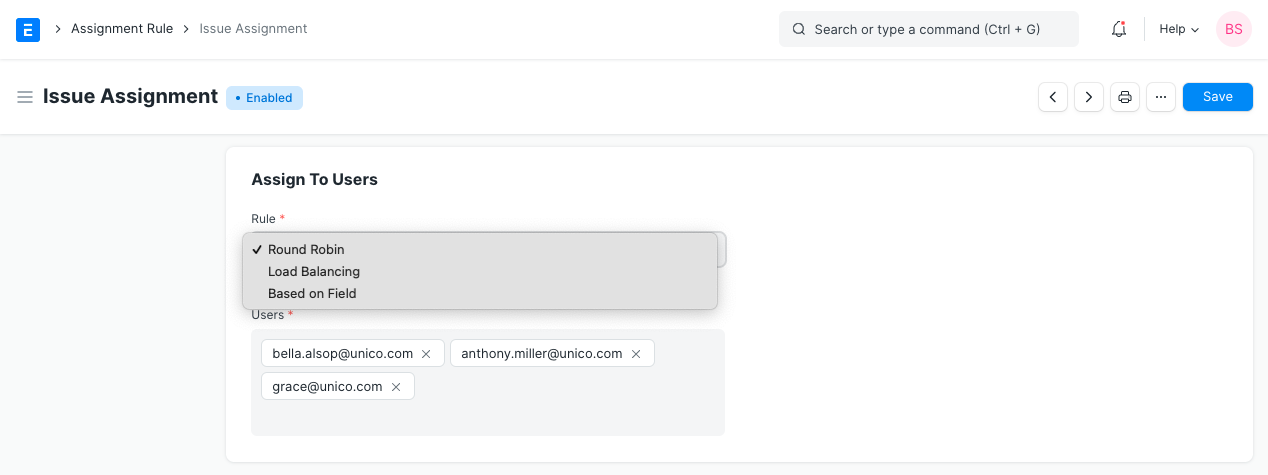 E > Assignment Rule > Issue Assignment Search or type a command (Ctrl + G) Help BS
Issue Assignment • Enabled ... Save
Assign To Users
Rule *
✓ Round Robin
Load Balancing
Based on Field
Users *
bella.alsop@unico.com × anthony.miller@unico.com ×
grace@unico.com ×